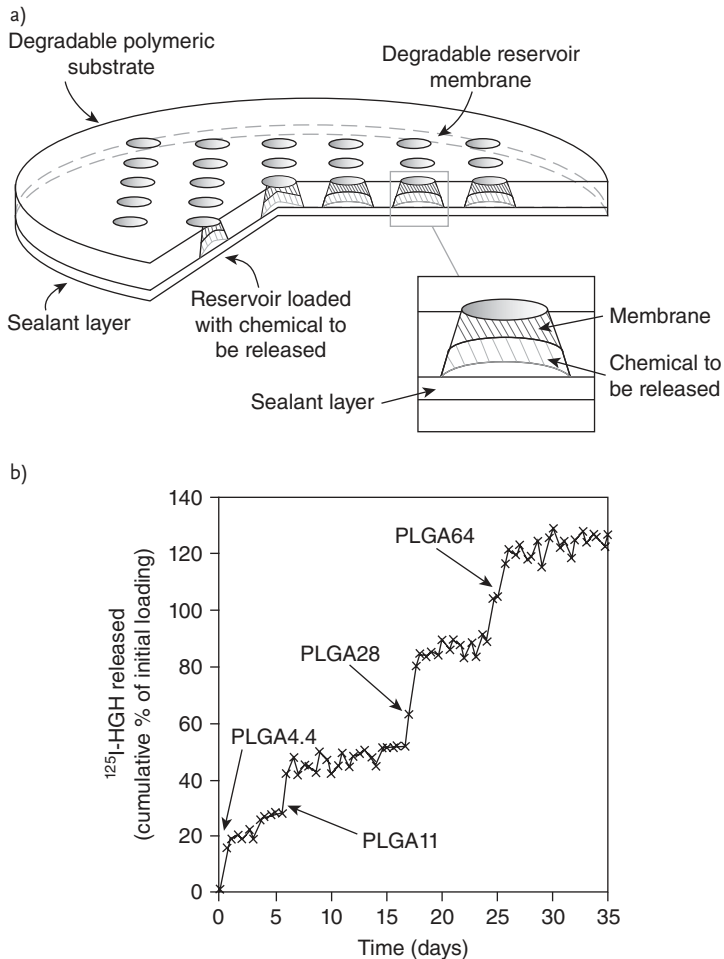 a)
Degradable polymeric
substrate
Degradable reservoir
membrane
Sealant layer
Reservoir loaded
with chemical to
be released
Membrane
Chemical to
be released
Sealant layer
b)
140
120
100
80
60
40
20
0
¹²⁵I-HGH released
(cumulative % of initial loading)
PLGA4.4
PLGA11
PLGA28
PLGA64
0 5 10 15 20 25 30 35
Time (days)